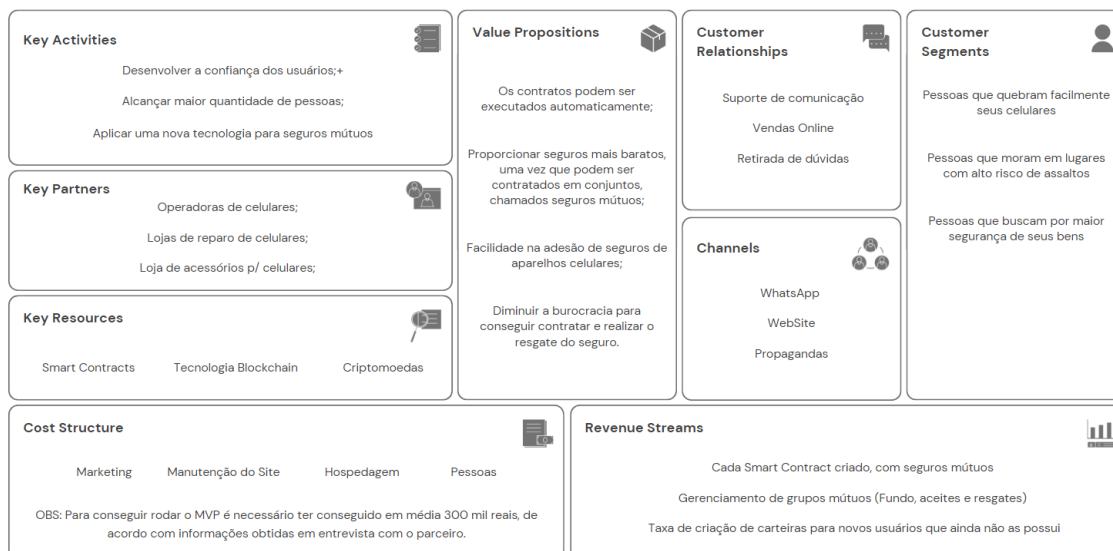 Key Activities
Desenvolver a confiança dos usuários;+
Alcançar maior quantidade de pessoas;
Aplicar uma nova tecnologia para seguros mútuos
Key Partners
Operadoras de celulares;
Lojas de reparo de celulares;
Loja de acessórios p/ celulares;
Key Resources
Smart Contracts
Tecnologia Blockchain
Criptomoedas
Value Propositions
Os contratos podem ser
executados automaticamente;
Proporcionar seguros mais baratos,
uma vez que podem ser
contratados em conjuntos,
chamados seguros mútuos;
Facilidade na adesão de seguros de
aparelhos celulares;
Diminuir a burocracia para
conseguir contratar e realizar o
resgate do seguro.
Customer
Relationships
Suporte de comunicação
Vendas Online
Retirada de dúvidas
Channels
WhatsApp
WebSite
Propagandas
Customer
Segments
Pessoas que quebram facilmente
seus celulares
Pessoas que moram em lugares
com alto risco de assaltos
Pessoas que buscam por maior
segurança de seus bens
Cost Structure
Marketing
Manutenção do Site
Hospedagem
Pessoas
OBS: Para conseguir rodar o MVP é necessário ter conseguido em média 300 mil reais, de
acordo com informações obtidas em entrevista com o parceiro.
Revenue Streams
Cada Smart Contract criado, com seguros mútuos
Gerenciamento de grupos mútuos (Fundo, aceites e resgates)
Taxa de criação de carteiras para novos usuários que ainda não as possui